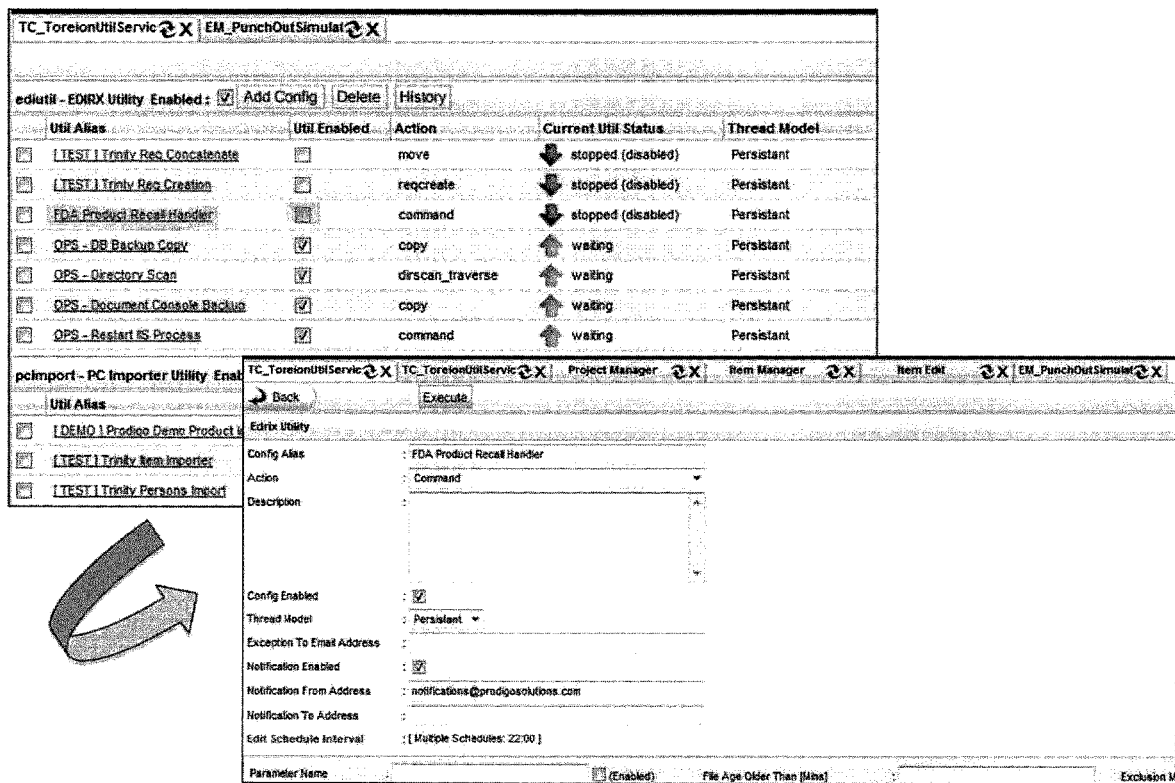 TC_ToreionUtilServic X EM_PunchOutSimulat X
ediutil - EDIRX Utility Enabled : Add Config Delete History
Util Alias Util Enabled Action Current Util Status Thread Model
[ TEST ] Trinity Req Concatenate move stopped (disabled) Persistant
[ TEST ] Trinty Req Creation reqcreate stopped (disabled) Persistant
FDA Product Recall Handler command stopped (disabled) Persistant
OPS - DB Backup Copy copy waiting Persistant
OPS - Directory Scan dirscan_traverse waiting Persistant
OPS - Document Console Backup copy waiting Persistant
OPS - Restart IIS Process command waiting Persistant
pcimport - PC Importer Utility Enab
Util Alias
[ DEMO ] Prodigo Demo Product
[ TEST ] Trinity Item Importer
[ TEST ] Trinity Persons Import
TC_ToreionUtilServic X TC_ToreionUtilServic X Project Manager X Item Manager X Item Edit X EM_PunchOutSimulat X
Back Execute
Edrix Utility
Config Alias : FDA Product Recall Handler
Action : Command
Description :
Config Enabled :
Thread Model : Persistant
Exception To Email Address :
Notification Enabled :
Notification From Address : notifications@prodigosolutions.com
Notification To Address :
Edit Schedule Interval : [ Multiple Schedules: 22:00 ]
Parameter Name : (Enabled) File Age Older Than [Mins] : Exclusion